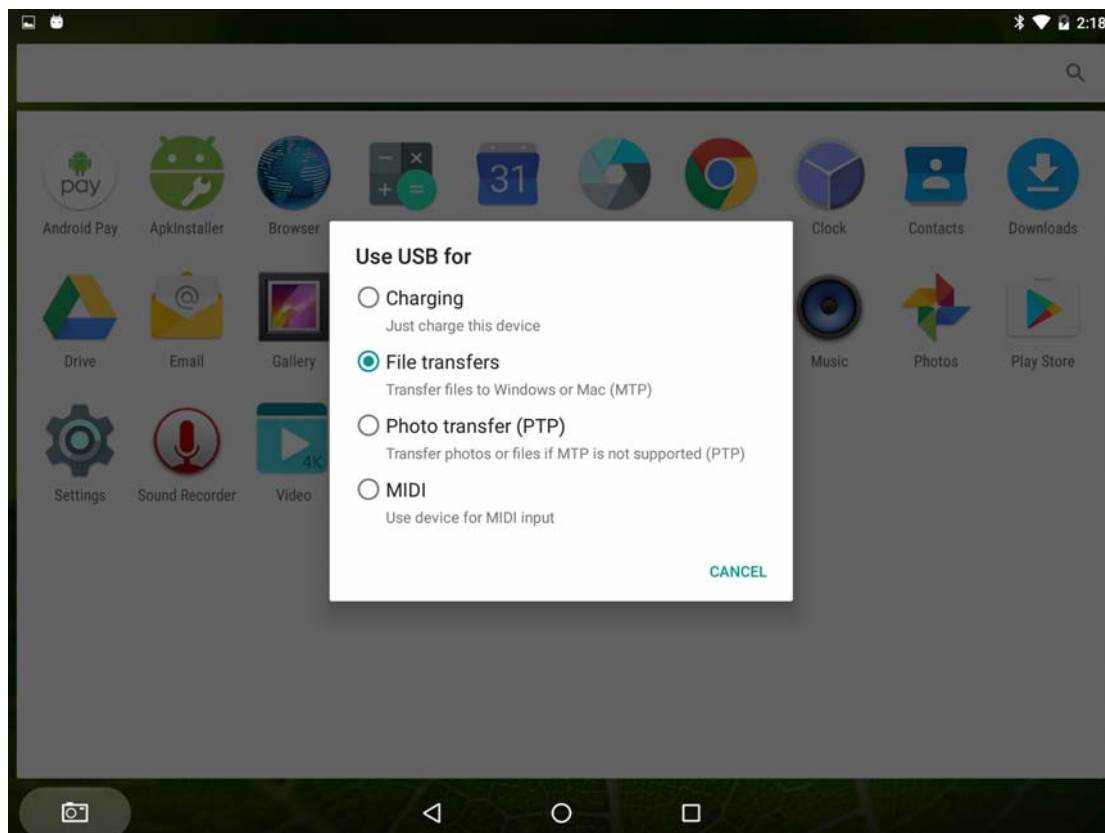 2:18
pay
31
Android Pay
ApkInstaller
Browser
Clock
Contacts
Downloads
Use USB for
Charging
Just charge this device
File transfers
Transfer files to Windows or Mac (MTP)
Photo transfer (PTP)
Transfer photos or files if MTP is not supported (PTP)
MIDI
Use device for MIDI input
CANCEL
Drive
Email
Gallery
Music
Photos
Play Store
4K
Settings
Sound Recorder
Video